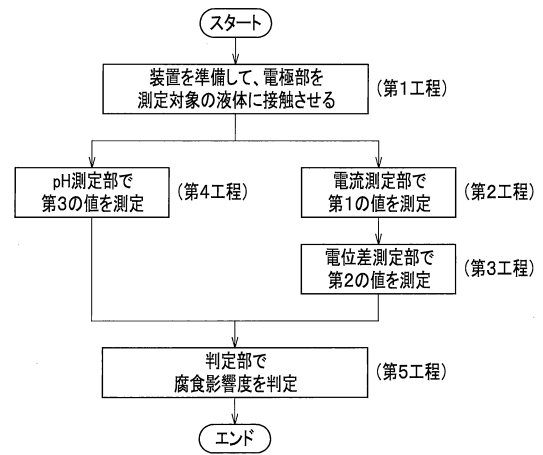 スタート
装置を準備して、電極部を
測定対象の液体に接触させる
(第1工程)
pH測定部で
第3の値を測定
(第4工程)
電流測定部で
第1の値を測定
(第2工程)
電位差測定部で
第2の値を測定
(第3工程)
判定部で
腐食影響度を判定
(第5工程)
エンド